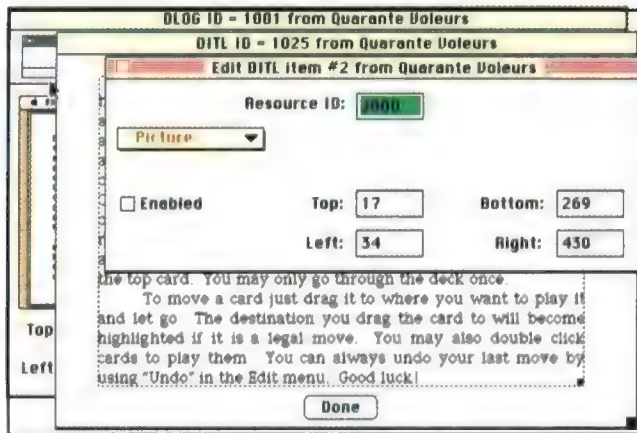 DLOG ID = 1001 from Quarante Voleurs
DITL ID = 1025 from Quarante Voleurs
Edit DITL item #2 from Quarante Voleurs
Resource ID:
Picture
Enabled
Top: 17
Bottom: 269
Left: 34
Right: 430
the top card. You may only go through the deck once.
To move a card just drag it to where you want to play it
and let go The destination you drag the card to will become
highlighted if it is a legal move. You may also double click
cards to play them You can always undo your last move by
using "Undo" in the Edit menu. Good luck!
Top
Left
Done